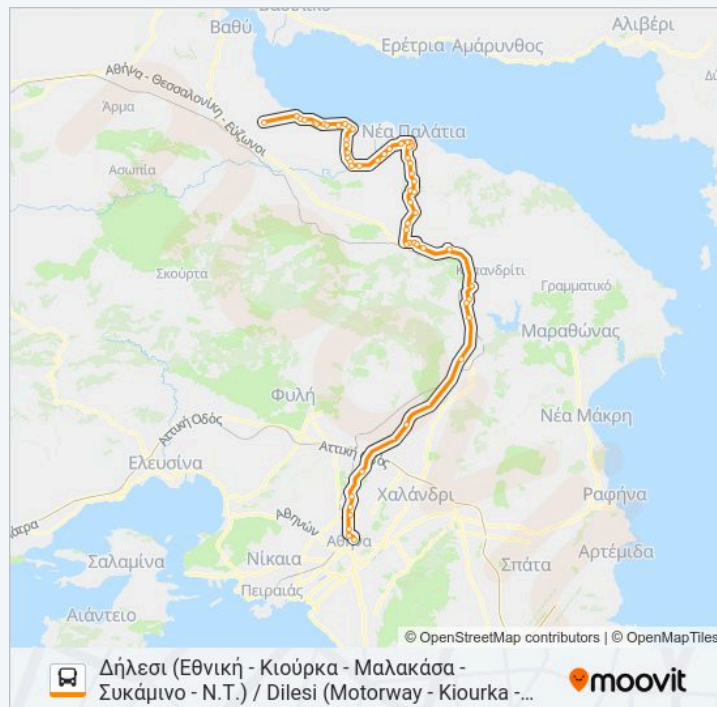 Βαθύ
Αλιβέρι
Ερέτρια Αμάρυνθος
Αθήνα - Θεσσαλονίκη - Εύζωνοι
Άρμα
Νέα Παλάτια
Ασωπία
Σκούρτα
Γραμματικό
Μαραθώνας
Φυλή
Νέα Μάκρη
Αττική Οδός
Αττική Οδός
Ελευσίνα
Χαλάνδρι
Ραφήνα
Αθηνών
Αθήνα
Νίκαια
Αρτέμιδα
Σαλαμίνα
Σπάτα
Πειραιάς
Αιάντειο
© OpenStreetMap contributors | © OpenMapTiles
Δήλεσι (Εθνική - Κιούρκα - Μαλακάσα -
Συκάμινο - Ν.Τ.) / Dilesi (Motorway - Kiourka -...
moovit